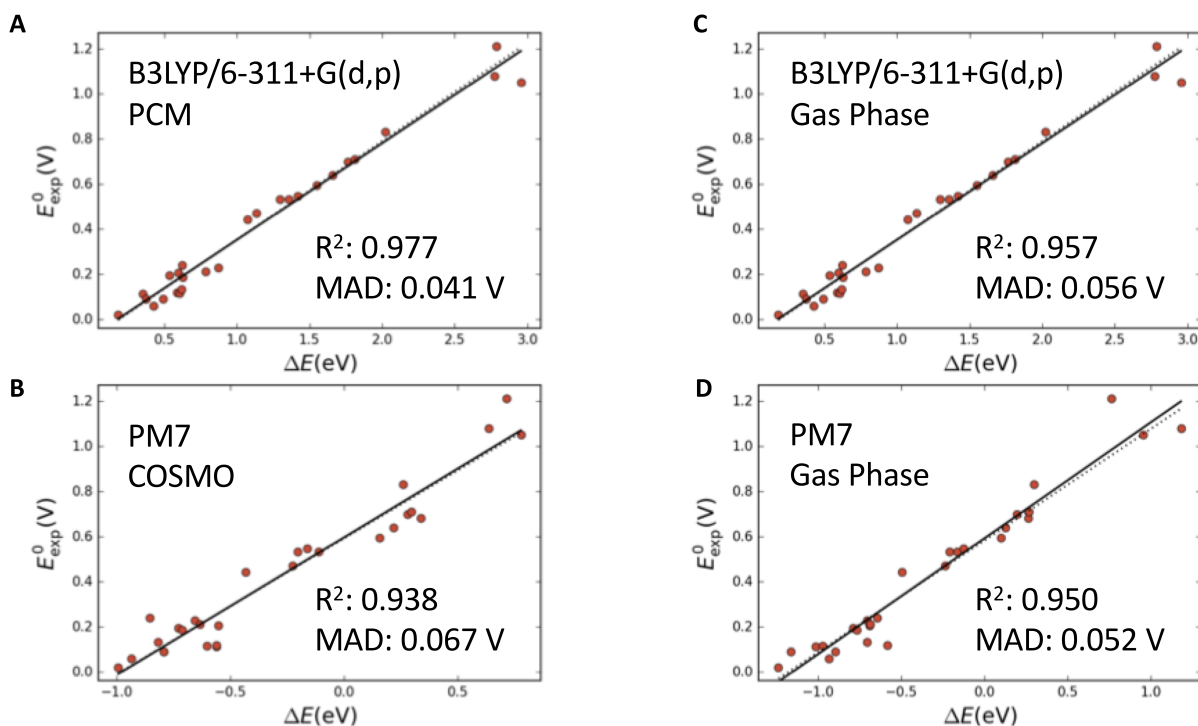 A
B3LYP/6-311+G(d,p)
PCM
R²: 0.977
MAD: 0.041 V
E⁰exp(V)
1.2
1.0
0.8
0.6
0.4
0.2
0.0
0.5 1.0 1.5 2.0 2.5 3.0
ΔE(eV)
C
B3LYP/6-311+G(d,p)
Gas Phase
R²: 0.957
MAD: 0.056 V
E⁰exp(V)
1.2
1.0
0.8
0.6
0.4
0.2
0.0
0.5 1.0 1.5 2.0 2.5 3.0
ΔE(eV)
B
PM7
COSMO
R²: 0.938
MAD: 0.067 V
E⁰exp(V)
1.2
1.0
0.8
0.6
0.4
0.2
0.0
−1.0 −0.5 0.0 0.5
ΔE(eV)
D
PM7
Gas Phase
R²: 0.950
MAD: 0.052 V
E⁰exp(V)
1.2
1.0
0.8
0.6
0.4
0.2
0.0
−1.0 −0.5 0.0 0.5 1.0
ΔE(eV)